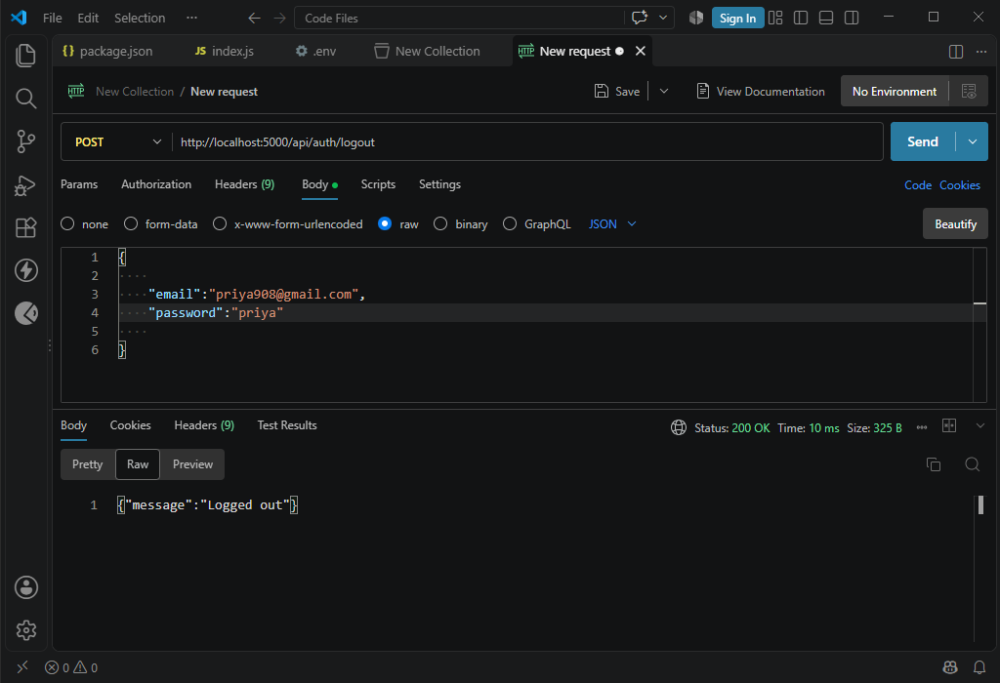 File Edit Selection ··· Code Files Sign In
{} package.json JS index.js .env New Collection HTTP New request
HTTP New Collection / New request Save View Documentation No Environment
POST http://localhost:5000/api/auth/logout Send
Params Authorization Headers (9) Body Scripts Settings Code Cookies
none form-data x-www-form-urlencoded raw binary GraphQL JSON Beautify
1 {
2 ····
3 ····"email":"priya908@gmail.com",
4 ····"password":"priya"
5 ····
6 }
Body Cookies Headers (9) Test Results Status: 200 OK Time: 10 ms Size: 325 B
Pretty Raw Preview
1 {"message":"Logged out"}
0 0